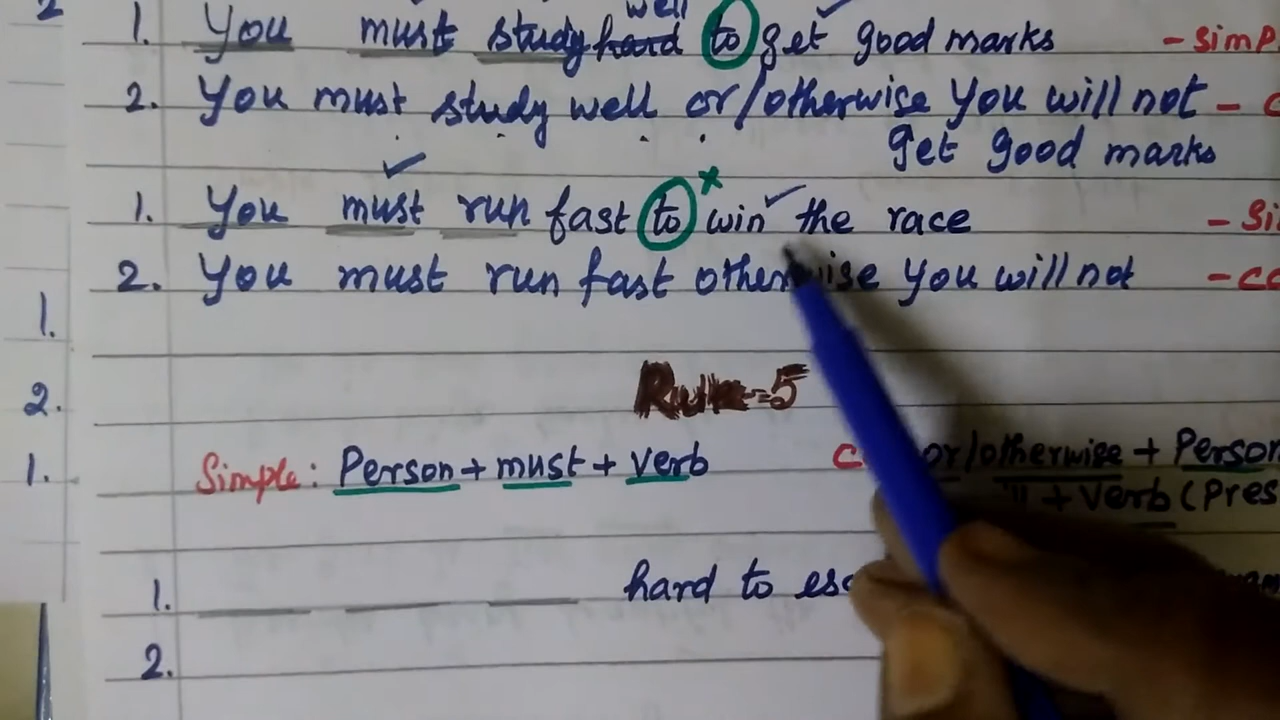 2
1. You must study hard well to get good marks - Simp
2. You must study well or/otherwise you will not - C
get good marks
1. You must run fast to win the race - Si
2. You must run fast otherwise you will not - co
1.
Rule-5
2.
1. Simple: Person + must + Verb C or/otherwise + Person
+ Verb (Pres
1. hard to esc
2.